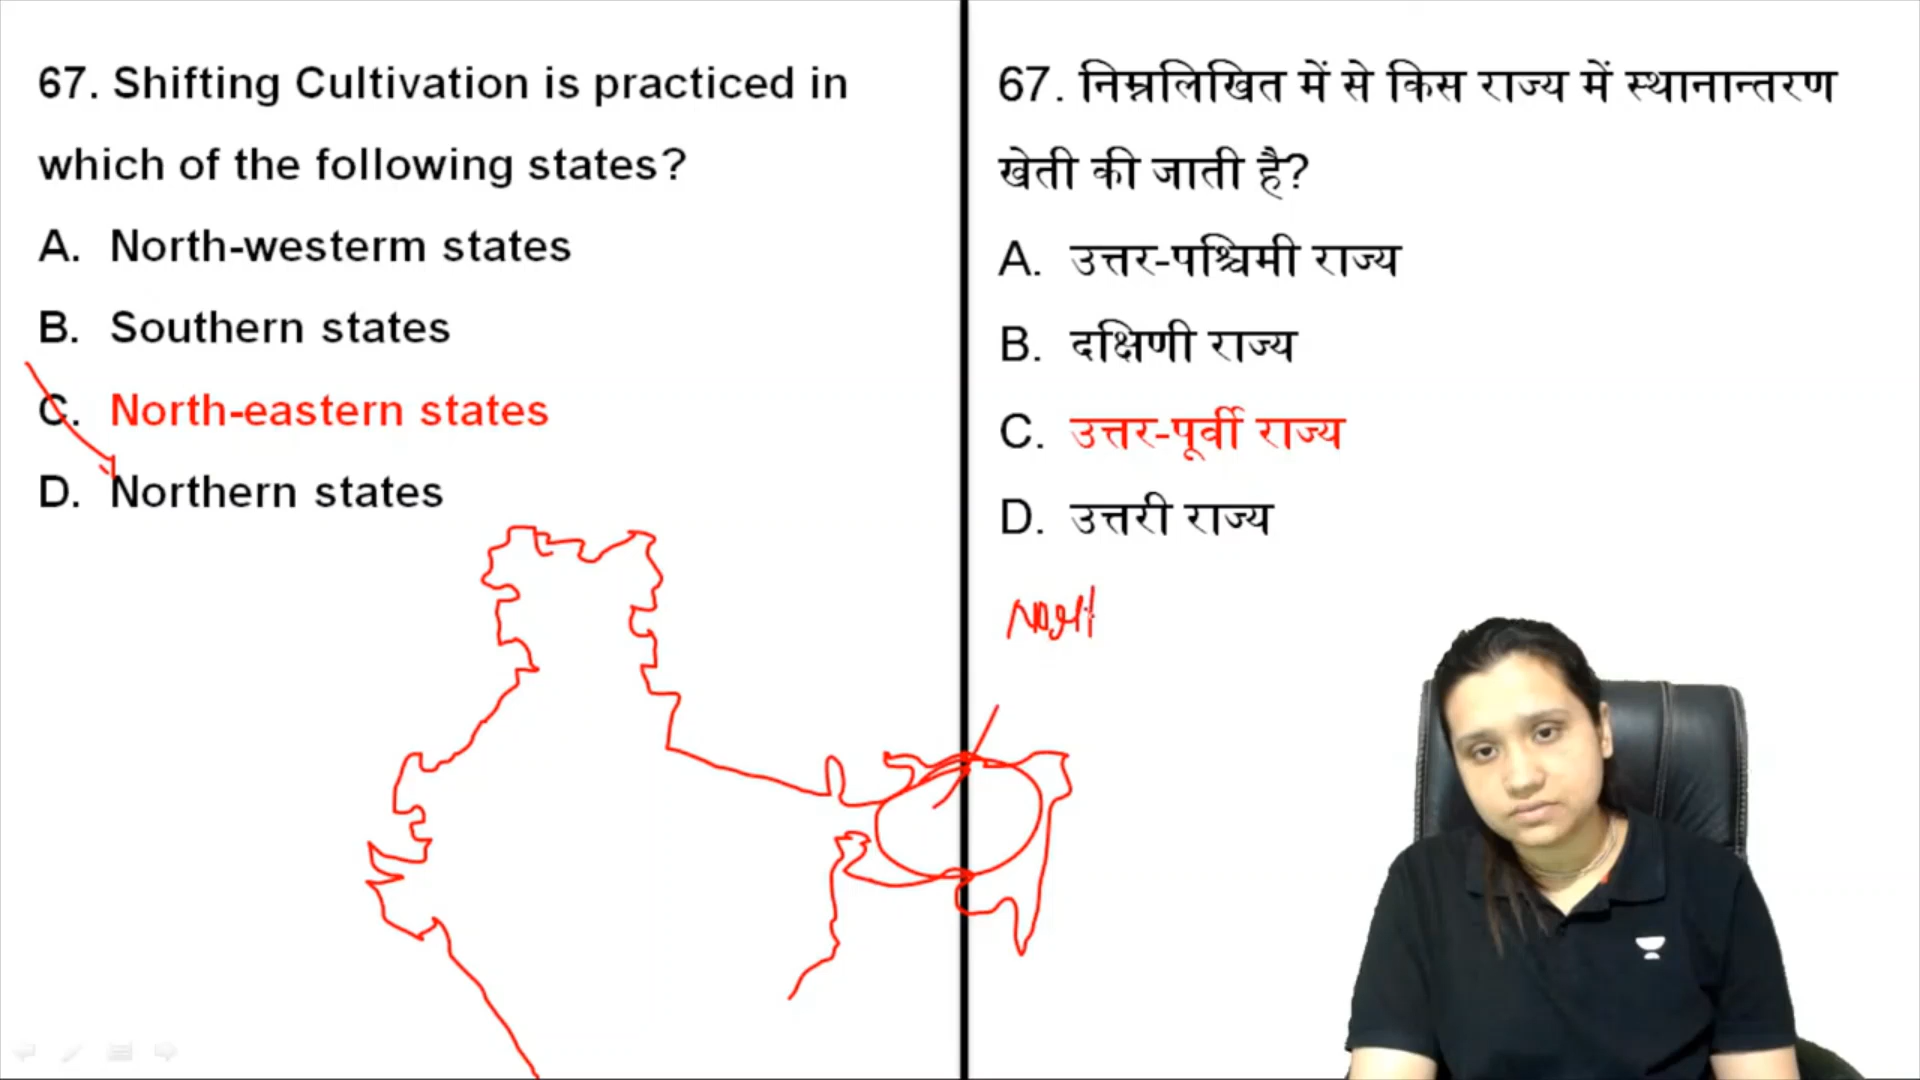 67. Shifting Cultivation is practiced in
which of the following states?
A. North-westerm states
B. Southern states
C. North-eastern states
D. Northern states
67. निम्नलिखित में से किस राज्य में स्थानान्तरण
खेती की जाती है?
A. उत्तर-पश्चिमी राज्य
B. दक्षिणी राज्य
C. उत्तर-पूर्वी राज्य
D. उत्तरी राज्य